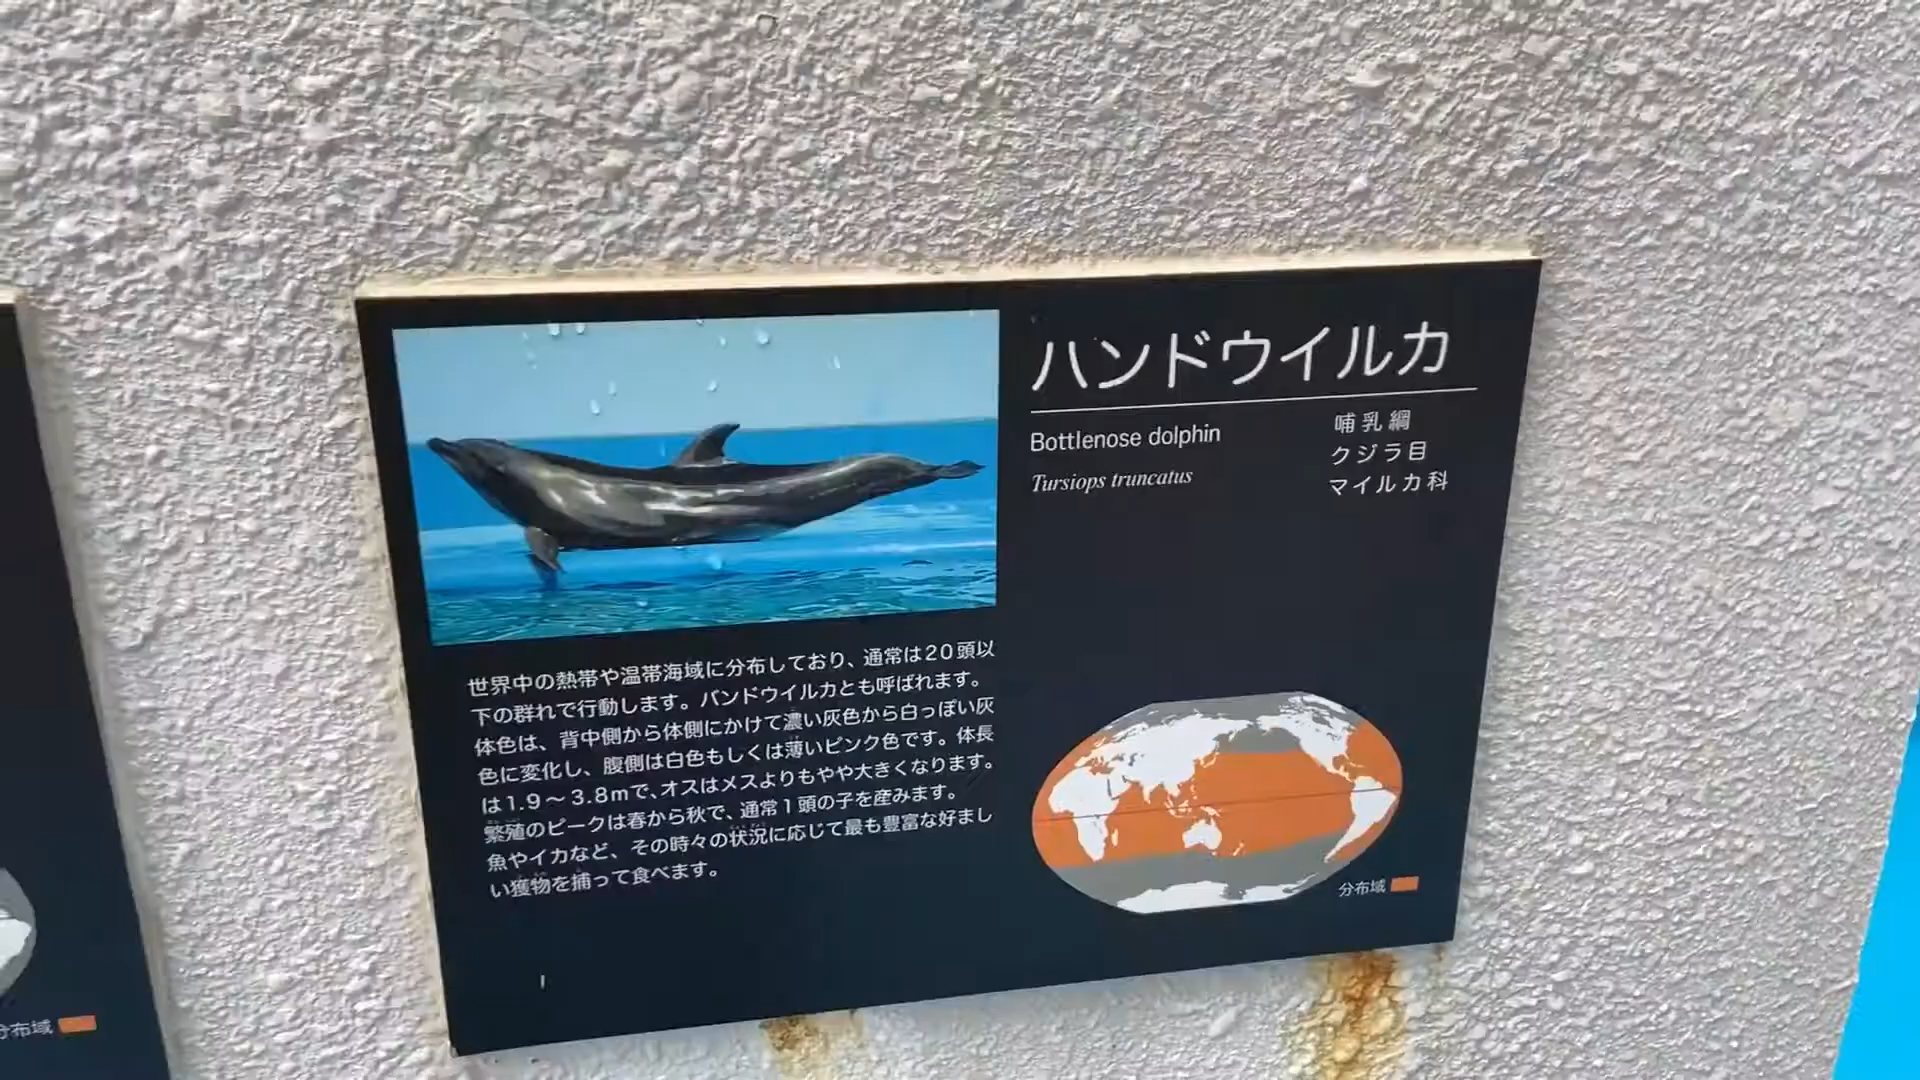 ハンドウイルカ
Bottlenose dolphin
Tursiops truncatus
哺乳綱
クジラ目
マイルカ科
世界中の熱帯や温帯海域に分布しており、通常は20頭以
下の群れで行動します。バンドウイルカとも呼ばれます。
体色は、背中側から体側にかけて濃い灰色から白っぽい灰
色に変化し、腹側は白色もしくは薄いピンク色です。体長
は1.9〜3.8mで、オスはメスよりもやや大きくなります。
繁殖のピークは春から秋で、通常1頭の子を産みます。
魚やイカなど、その時々の状況に応じて最も豊富な好まし
い獲物を捕って食べます。
分布域
分布域